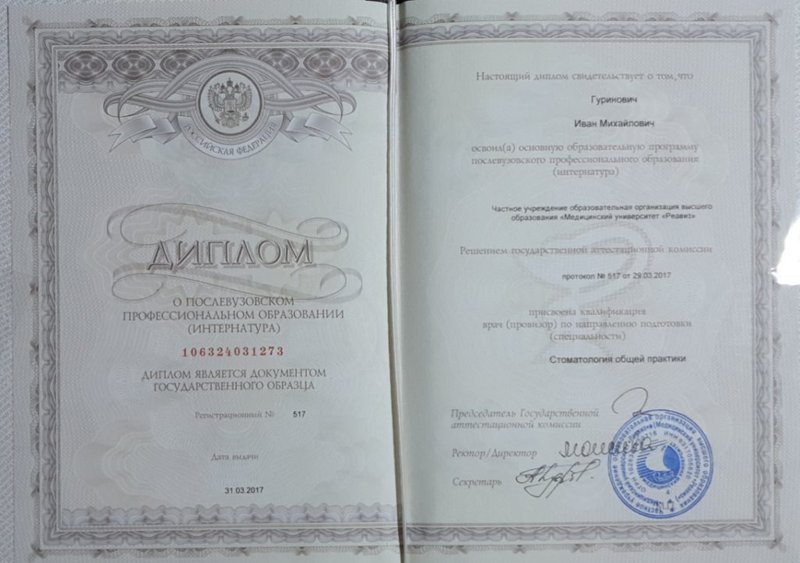 РОССИЙСКАЯ ФЕДЕРАЦИЯ
ДИПЛОМ
О ПОСЛЕВУЗОВСКОМ
ПРОФЕССИОНАЛЬНОМ ОБРАЗОВАНИИ
(ИНТЕРНАТУРА)
106324031273
ДИПЛОМ ЯВЛЯЕТСЯ ДОКУМЕНТОМ
ГОСУДАРСТВЕННОГО ОБРАЗЦА
Регистрационный № 517
Дата выдачи
31.03.2017
Настоящий диплом свидетельствует о том, что
Гуринович
Иван Михайлович
освоил(а) основную образовательную программу
послевузовского профессионального образования
(интернатура)
Частное учреждение образовательная организация высшего
образования «Медицинский университет «Реавиз»
Решением государственной аттестационной комиссии
протокол № 517 от 29.03.2017
присвоена квалификация
врач (провизор) по направлению подготовки
(специальности)
Стоматология общей практики
Председатель Государственной
аттестационной комиссии
Ректор/Директор
Секретарь